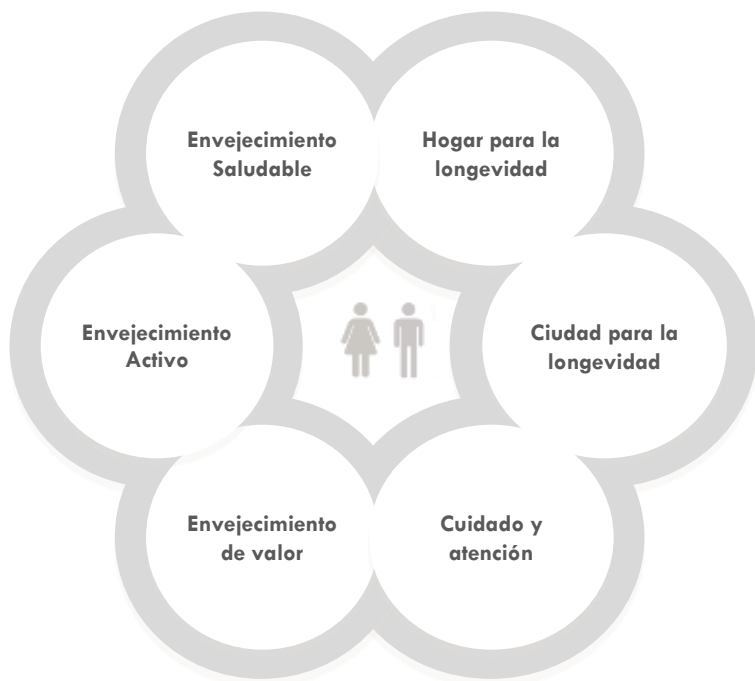 Envejecimiento
Saludable
Hogar para la
longevidad
Envejecimiento
Activo
Ciudad para la
longevidad
Envejecimiento
de valor
Cuidado y
atención